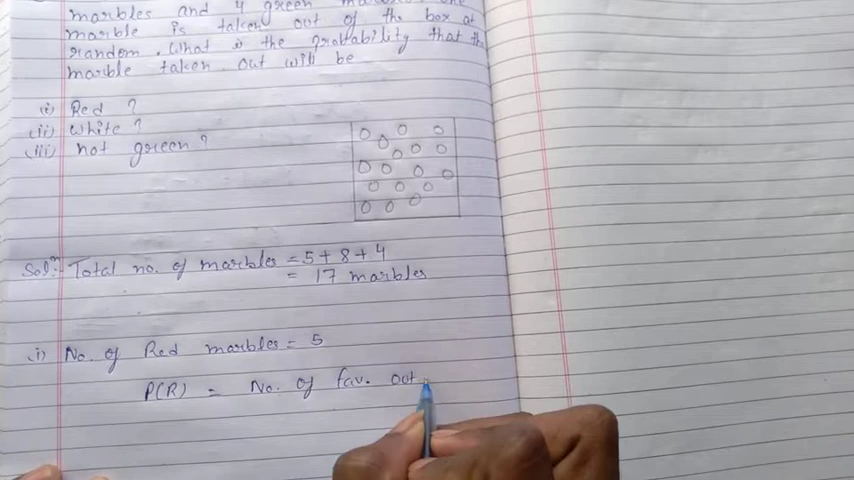 marbles and 4 green
marble is taken out of the box at
random. What is the probability that the
marble taken out will be
(i) Red ?
(ii) White ?
(iii) not green ?
Solⁿ:- Total no. of marbles = 5 + 8 + 4
= 17 marbles
i) No. of Red marbles = 5
P(R) = No. of fav. out